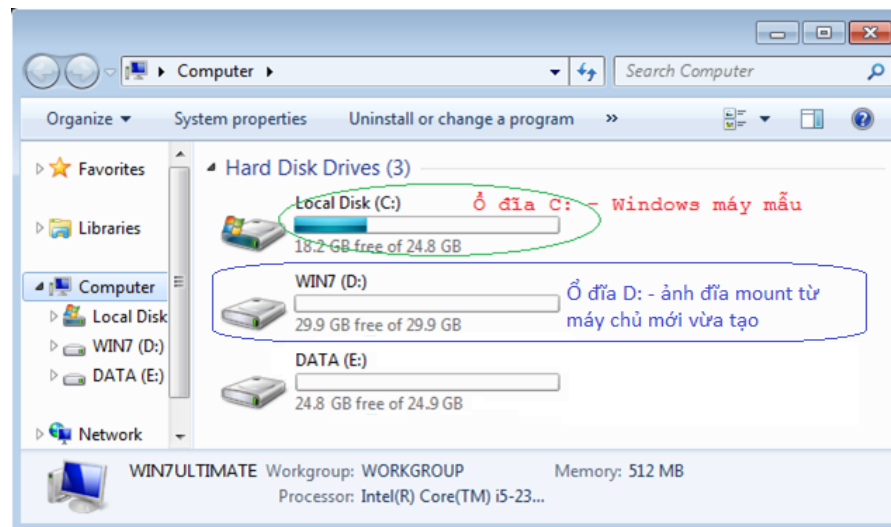 Computer
Search Computer
Organize
System properties
Uninstall or change a program
»
Favorites
Libraries
Computer
Local Disk
WIN7 (D:)
DATA (E:)
Network
Hard Disk Drives (3)
Local Disk (C:)
Ổ đĩa C: - Windows máy mẫu
18.2 GB free of 24.8 GB
WIN7 (D:)
Ổ đĩa D: - ảnh đĩa mount từ
máy chủ mới vừa tạo
29.9 GB free of 29.9 GB
DATA (E:)
24.8 GB free of 24.9 GB
WIN7ULTIMATE Workgroup: WORKGROUP Memory: 512 MB
Processor: Intel(R) Core(TM) i5-23...